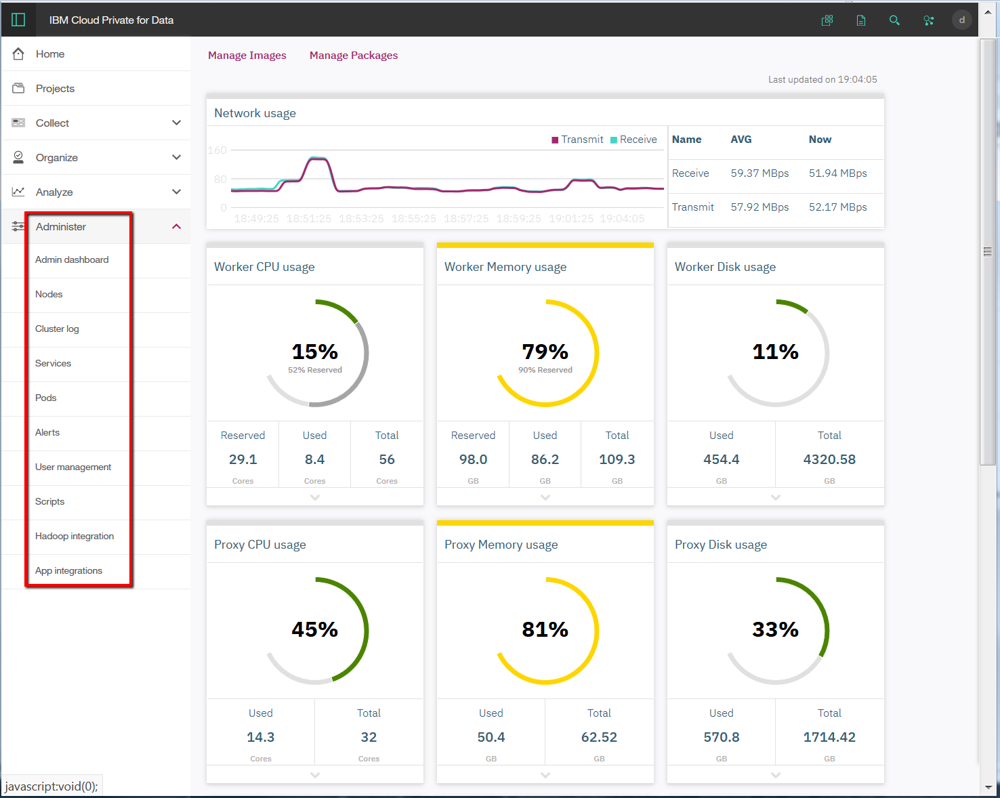 IBM Cloud Private for Data
d
Home
Projects
Collect
Organize
Analyze
Administer
Admin dashboard
Nodes
Cluster log
Services
Pods
Alerts
User management
Scripts
Hadoop integration
App integrations
Manage Images Manage Packages
Last updated on 19:04:05
Network usage
Transmit Receive
160
80
0
18:49:25 18:51:25 18:53:25 18:55:25 18:57:25 18:59:25 19:01:25 19:04:05
Name AVG Now
Receive 59.37 MBps 51.94 MBps
Transmit 57.92 MBps 52.17 MBps
Worker CPU usage
15%
52% Reserved
Reserved Used Total
29.1 8.4 56
Cores Cores Cores
Worker Memory usage
79%
90% Reserved
Reserved Used Total
98.0 86.2 109.3
GB GB GB
Worker Disk usage
11%
Used Total
454.4 4320.58
GB GB
Proxy CPU usage
45%
Used Total
14.3 32
Cores Cores
Proxy Memory usage
81%
Used Total
50.4 62.52
GB GB
Proxy Disk usage
33%
Used Total
570.8 1714.42
GB GB
javascript:void(0);